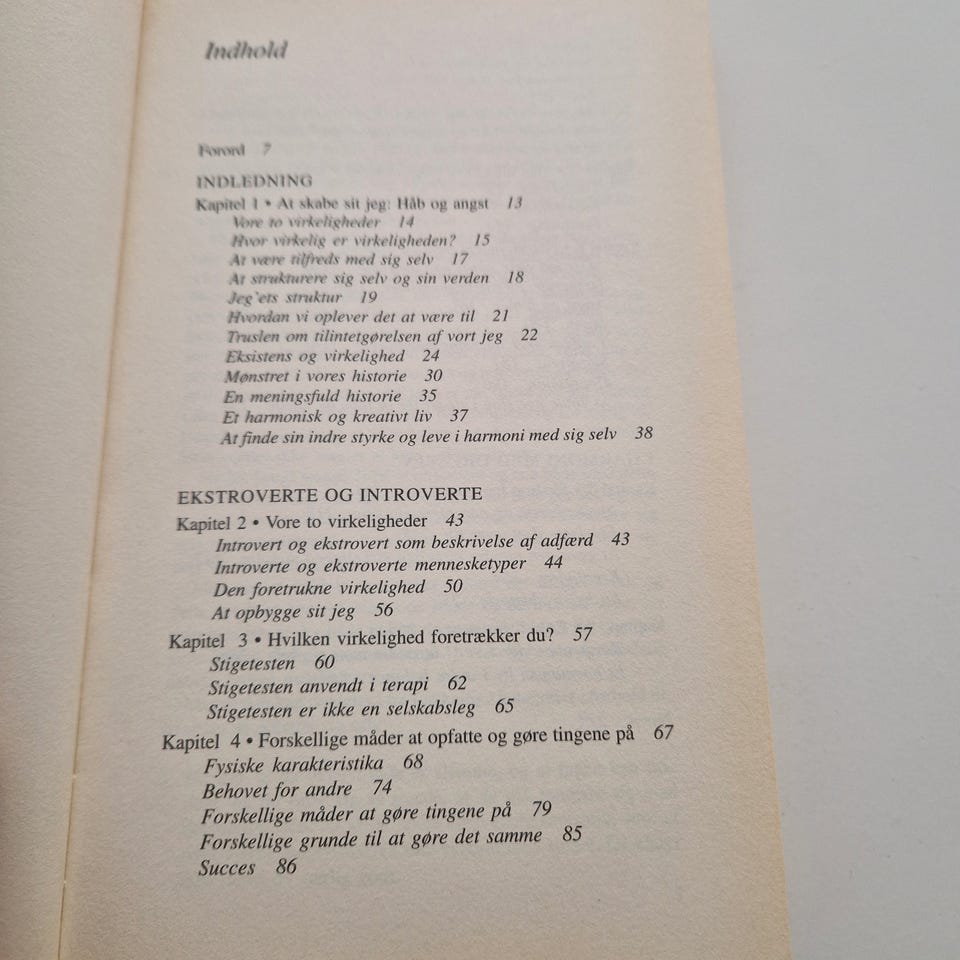 Indhold
Forord 7
INDLEDNING
Kapitel 1 • At skabe sit jeg: Håb og angst 13
Vore to virkeligheder 14
Hvor virkelig er virkeligheden? 15
At være tilfreds med sig selv 17
At strukturere sig selv og sin verden 18
Jeg'ets struktur 19
Hvordan vi oplever det at være til 21
Truslen om tilintetgørelsen af vort jeg 22
Eksistens og virkelighed 24
Mønstret i vores historie 30
En meningsfuld historie 35
Et harmonisk og kreativt liv 37
At finde sin indre styrke og leve i harmoni med sig selv 38
EKSTROVERTE OG INTROVERTE
Kapitel 2 • Vore to virkeligheder 43
Introvert og ekstrovert som beskrivelse af adfærd 43
Introverte og ekstroverte mennesketyper 44
Den foretrukne virkelighed 50
At opbygge sit jeg 56
Kapitel 3 • Hvilken virkelighed foretrækker du? 57
Stigetesten 60
Stigetesten anvendt i terapi 62
Stigetesten er ikke en selskabsleg 65
Kapitel 4 • Forskellige måder at opfatte og gøre tingene på 67
Fysiske karakteristika 68
Behovet for andre 74
Forskellige måder at gøre tingene på 79
Forskellige grunde til at gøre det samme 85
Succes 86